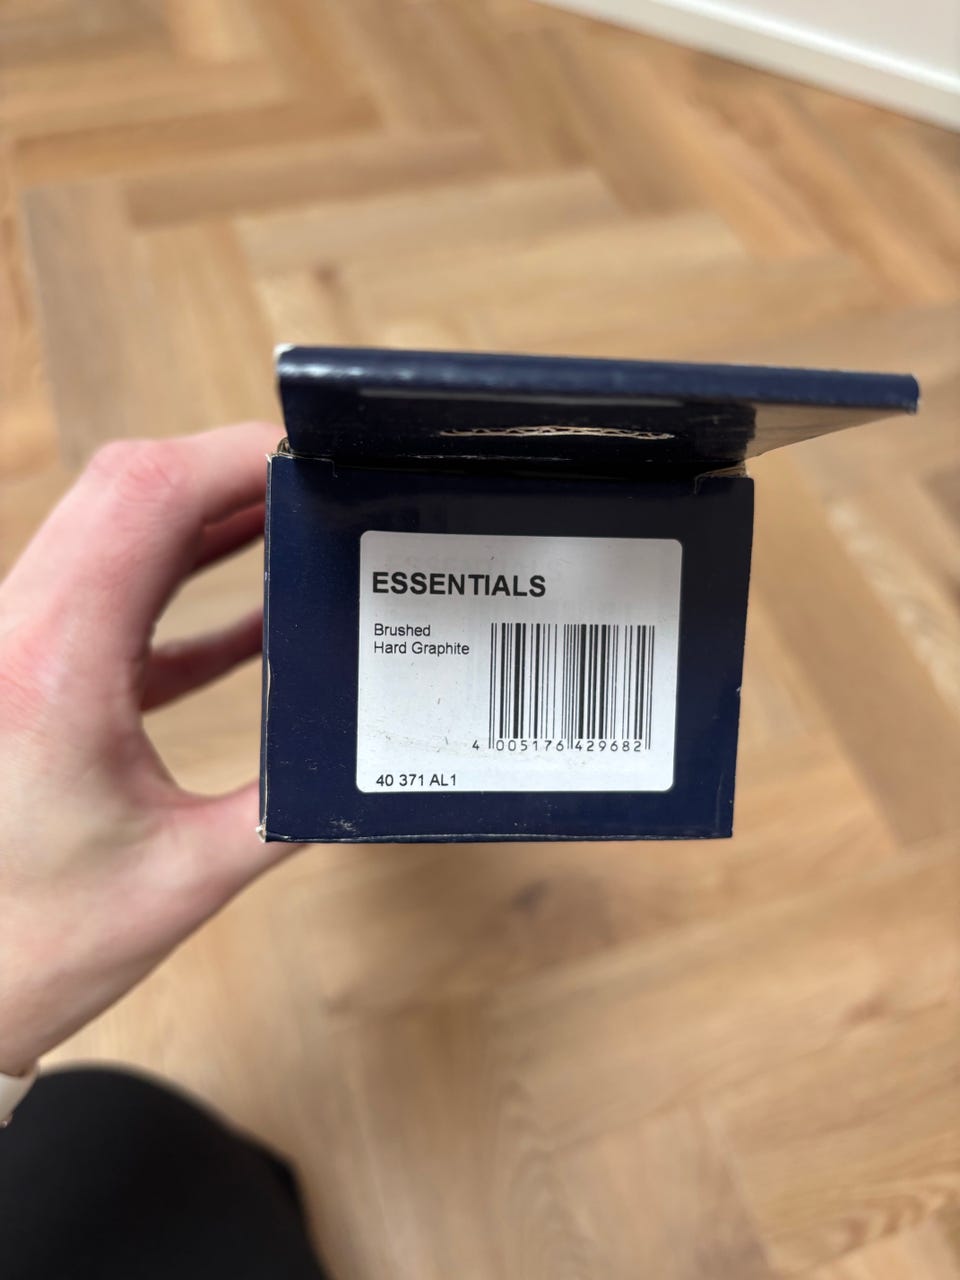 ESSENTIALS
Brushed
Hard Graphite
4 005176 429682
40 371 AL1